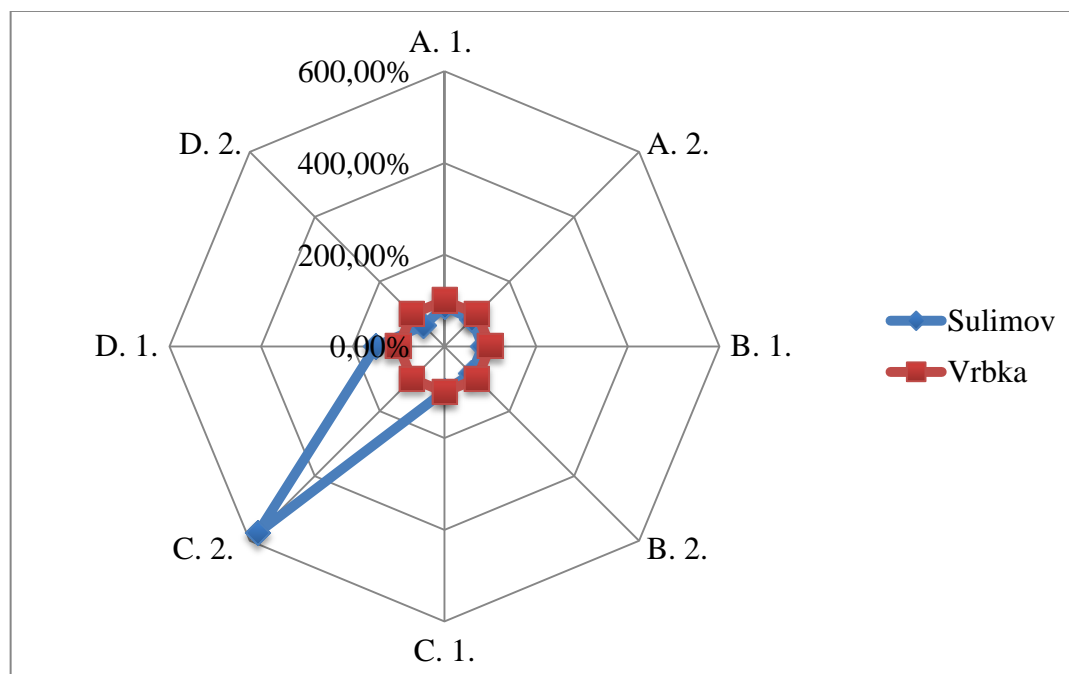 A. 1.
600,00%
D. 2.
A. 2.
400,00%
200,00%
Sulimov
D. 1.
0,00%
B. 1.
Vrbka
C. 2.
B. 2.
C. 1.